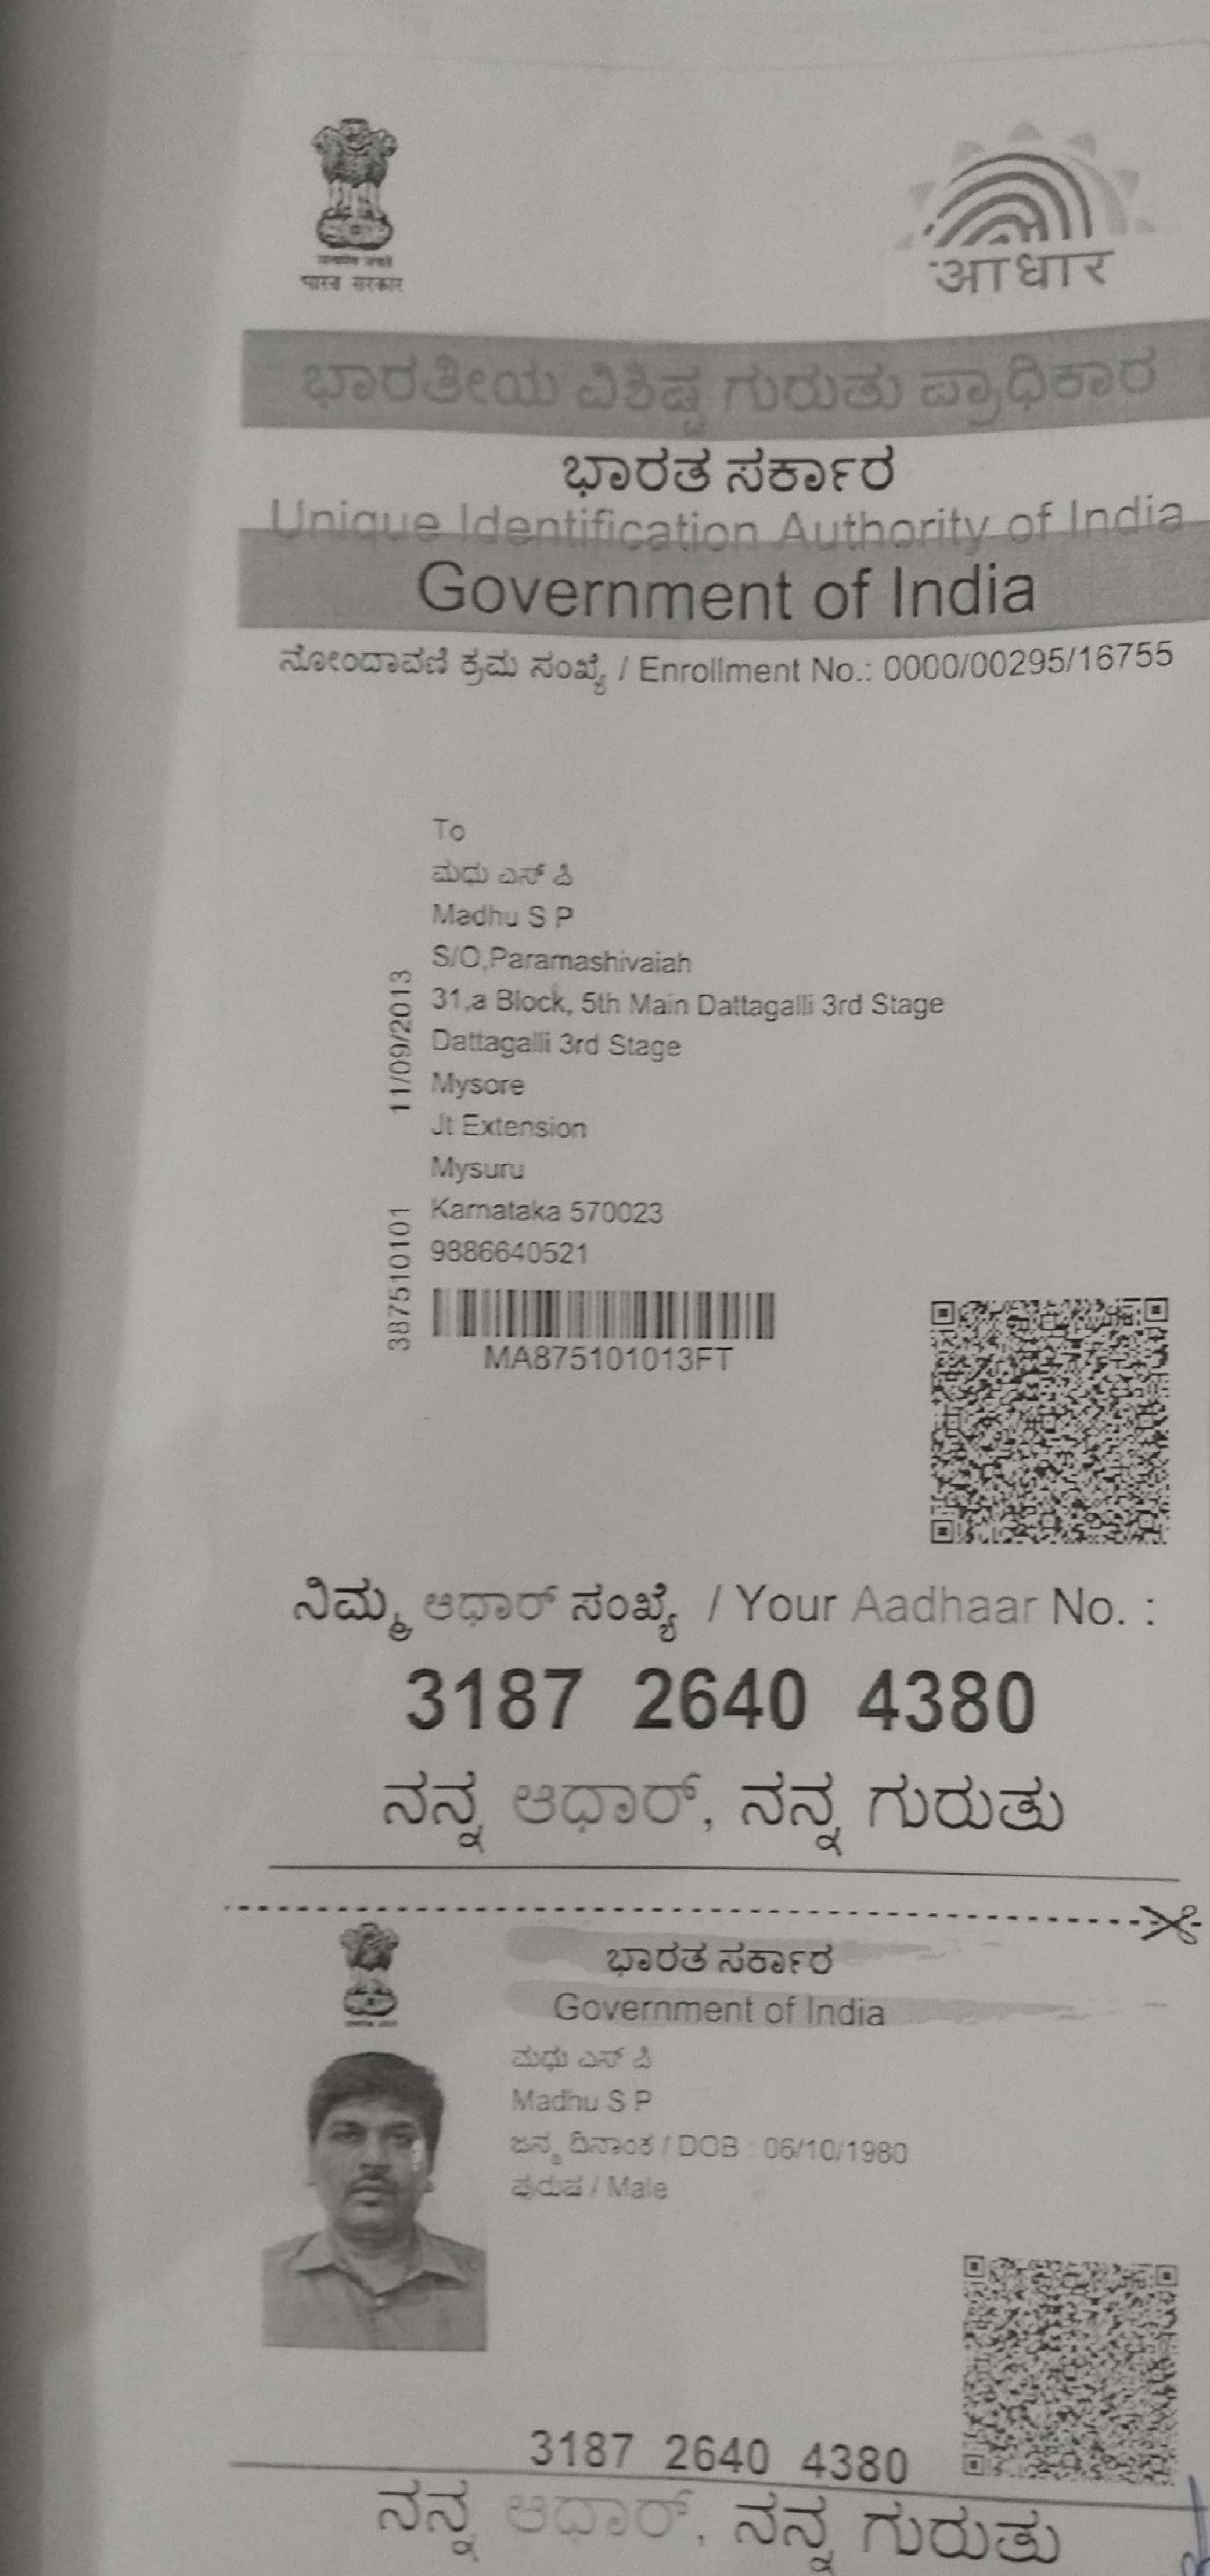 भारत सरकार
आधार
ಭಾರತೀಯ ವಿಶಿಷ್ಟ ಗುರುತು ಪ್ರಾಧಿಕಾರ
ಭಾರತ ಸರ್ಕಾರ
Unique Identification Authority of India
Government of India
ನೋಂದಾವಣೆ ಕ್ರಮ ಸಂಖ್ಯೆ / Enrollment No.: 0000/00295/16755
To
ಮಧು ಎಸ್ ಪಿ
Madhu S P
S/O,Paramashivaiah
31,a Block, 5th Main Dattagalli 3rd Stage
Dattagalli 3rd Stage
Mysore
Jt Extension
Mysuru
Karnataka 570023
9886640521
387510101 11/09/2013
MA875101013FT
ನಿಮ್ಮ ಆಧಾರ್ ಸಂಖ್ಯೆ / Your Aadhaar No. :
3187 2640 4380
ನನ್ನ ಆಧಾರ್, ನನ್ನ ಗುರುತು
ಭಾರತ ಸರ್ಕಾರ
Government of India
ಮಧು ಎಸ್ ಪಿ
Madhu S P
ಜನ್ಮ ದಿನಾಂಕ / DOB : 06/10/1980
ಪುರುಷ / Male
3187 2640 4380
ನನ್ನ ಆಧಾರ್, ನನ್ನ ಗುರುತು